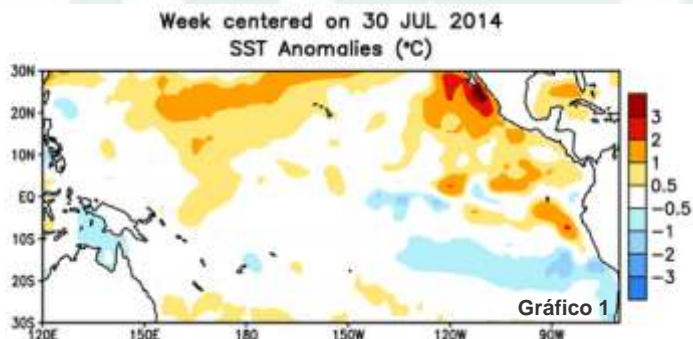 Week centered on 30 JUL 2014
SST Anomalies (°C)
30N
20N
10N
EQ
10S
20S
30S
120E
150E
180
150W
120W
90W
3
2
1
0.5
-0.5
-1
-2
-3
Gráfico 1